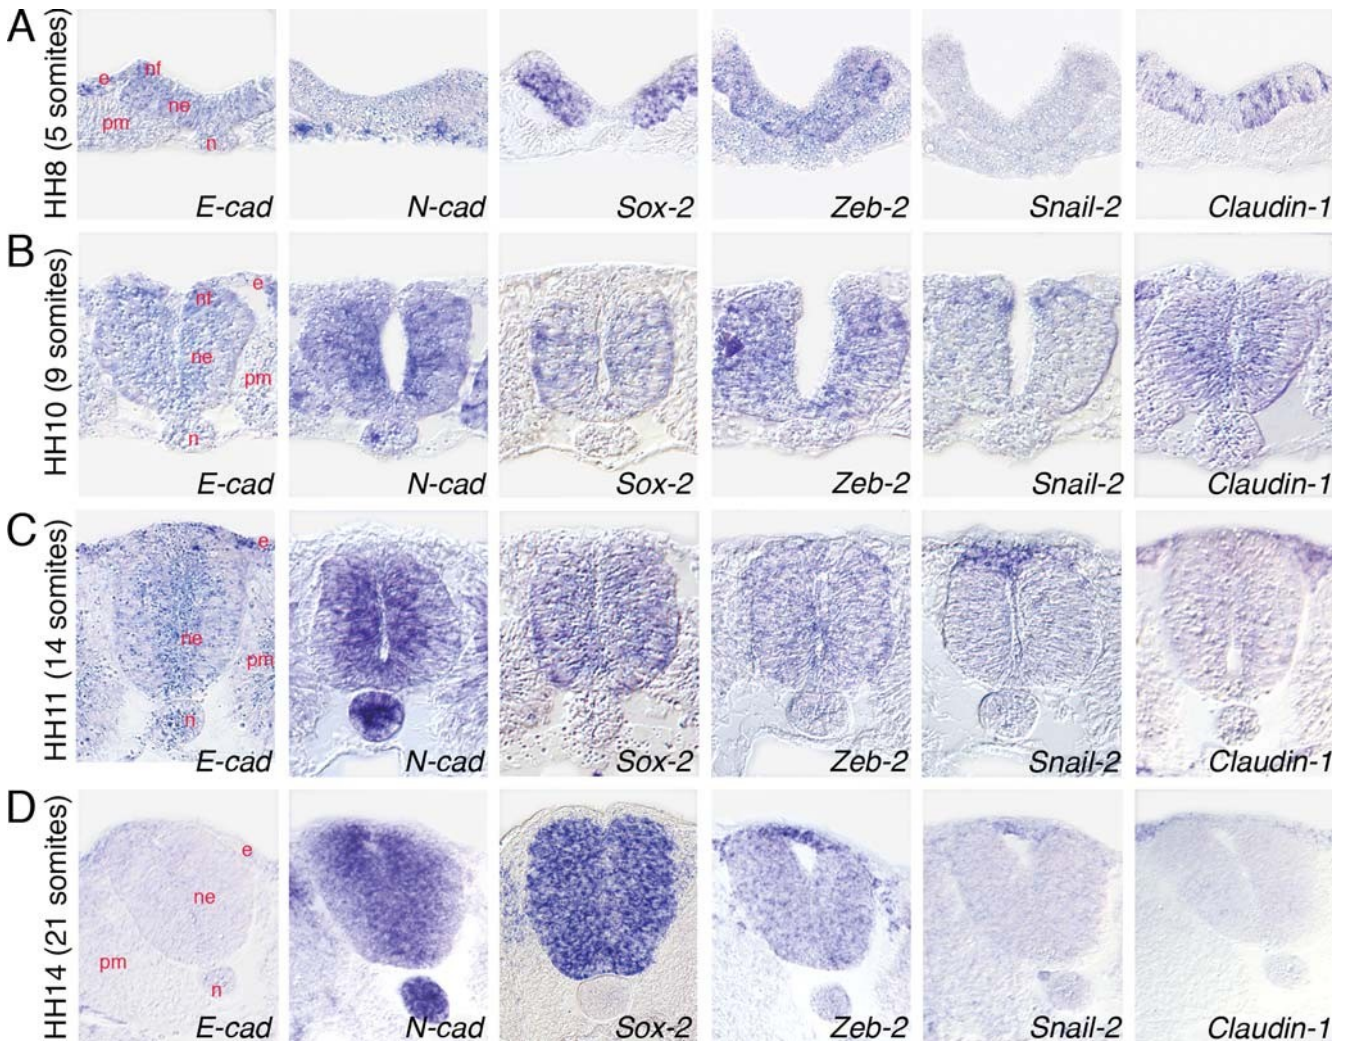 A
HH8 (5 somites)
e
nf
ne
pm
n
E-cad
N-cad
Sox-2
Zeb-2
Snail-2
Claudin-1
B
HH10 (9 somites)
e
nf
ne
pm
n
E-cad
N-cad
Sox-2
Zeb-2
Snail-2
Claudin-1
C
HH11 (14 somites)
e
ne
pm
n
E-cad
N-cad
Sox-2
Zeb-2
Snail-2
Claudin-1
D
HH14 (21 somites)
e
ne
pm
n
E-cad
N-cad
Sox-2
Zeb-2
Snail-2
Claudin-1